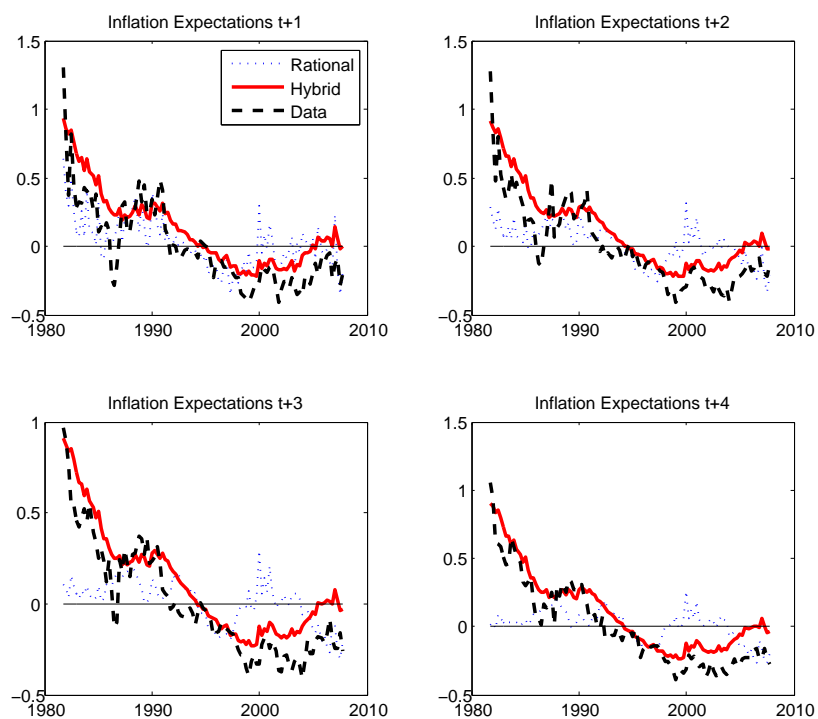 Inflation Expectations t+1
1.5
1
0.5
0
−0.5
1980 1990 2000 2010
Rational
Hybrid
Data
Inflation Expectations t+2
1.5
1
0.5
0
−0.5
1980 1990 2000 2010
Inflation Expectations t+3
1
0.5
0
−0.5
1980 1990 2000 2010
Inflation Expectations t+4
1.5
1
0.5
0
−0.5
1980 1990 2000 2010